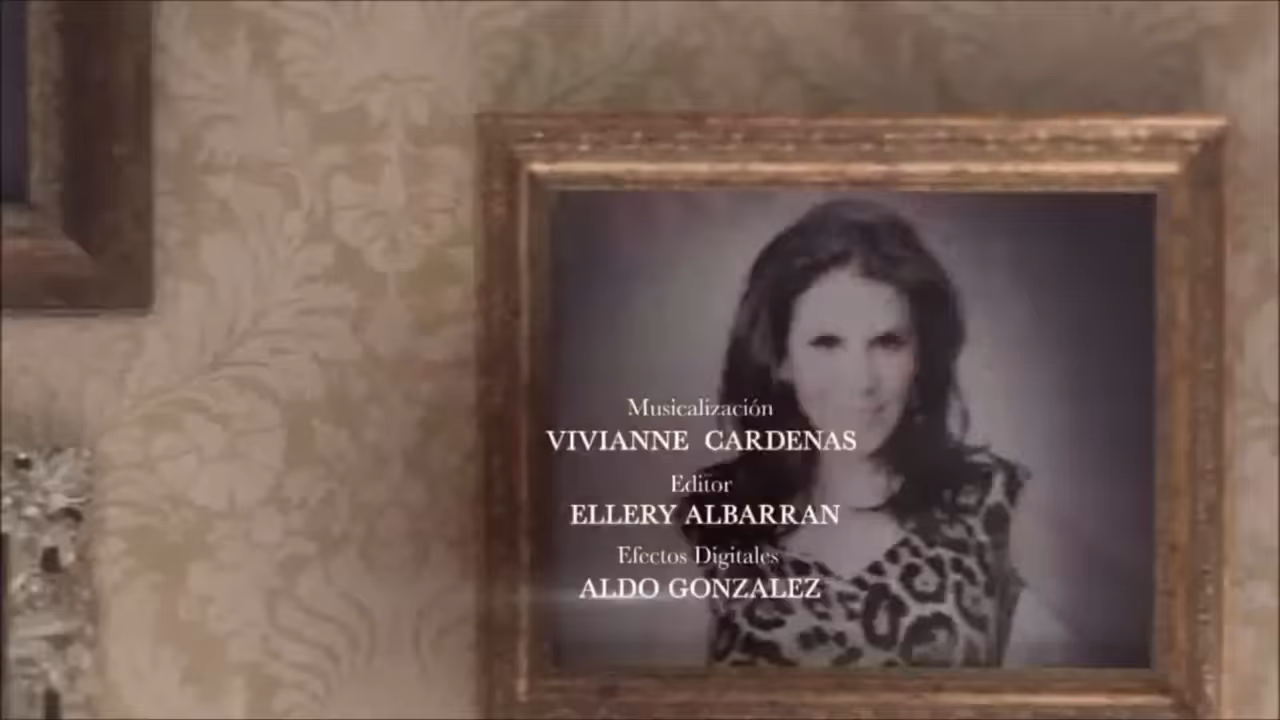 Musicalización
VIVIANNE CARDENAS
Editor
ELLERY ALBARRAN
Efectos Digitales
ALDO GONZALEZ